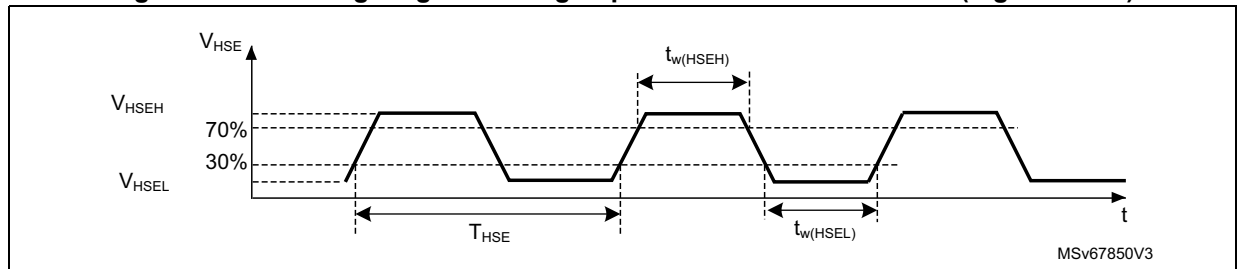 V_HSE
t_w(HSEH)
V_HSEH
70%
30%
V_HSEL
T_HSE
t_w(HSEL)
t
MSv67850V3